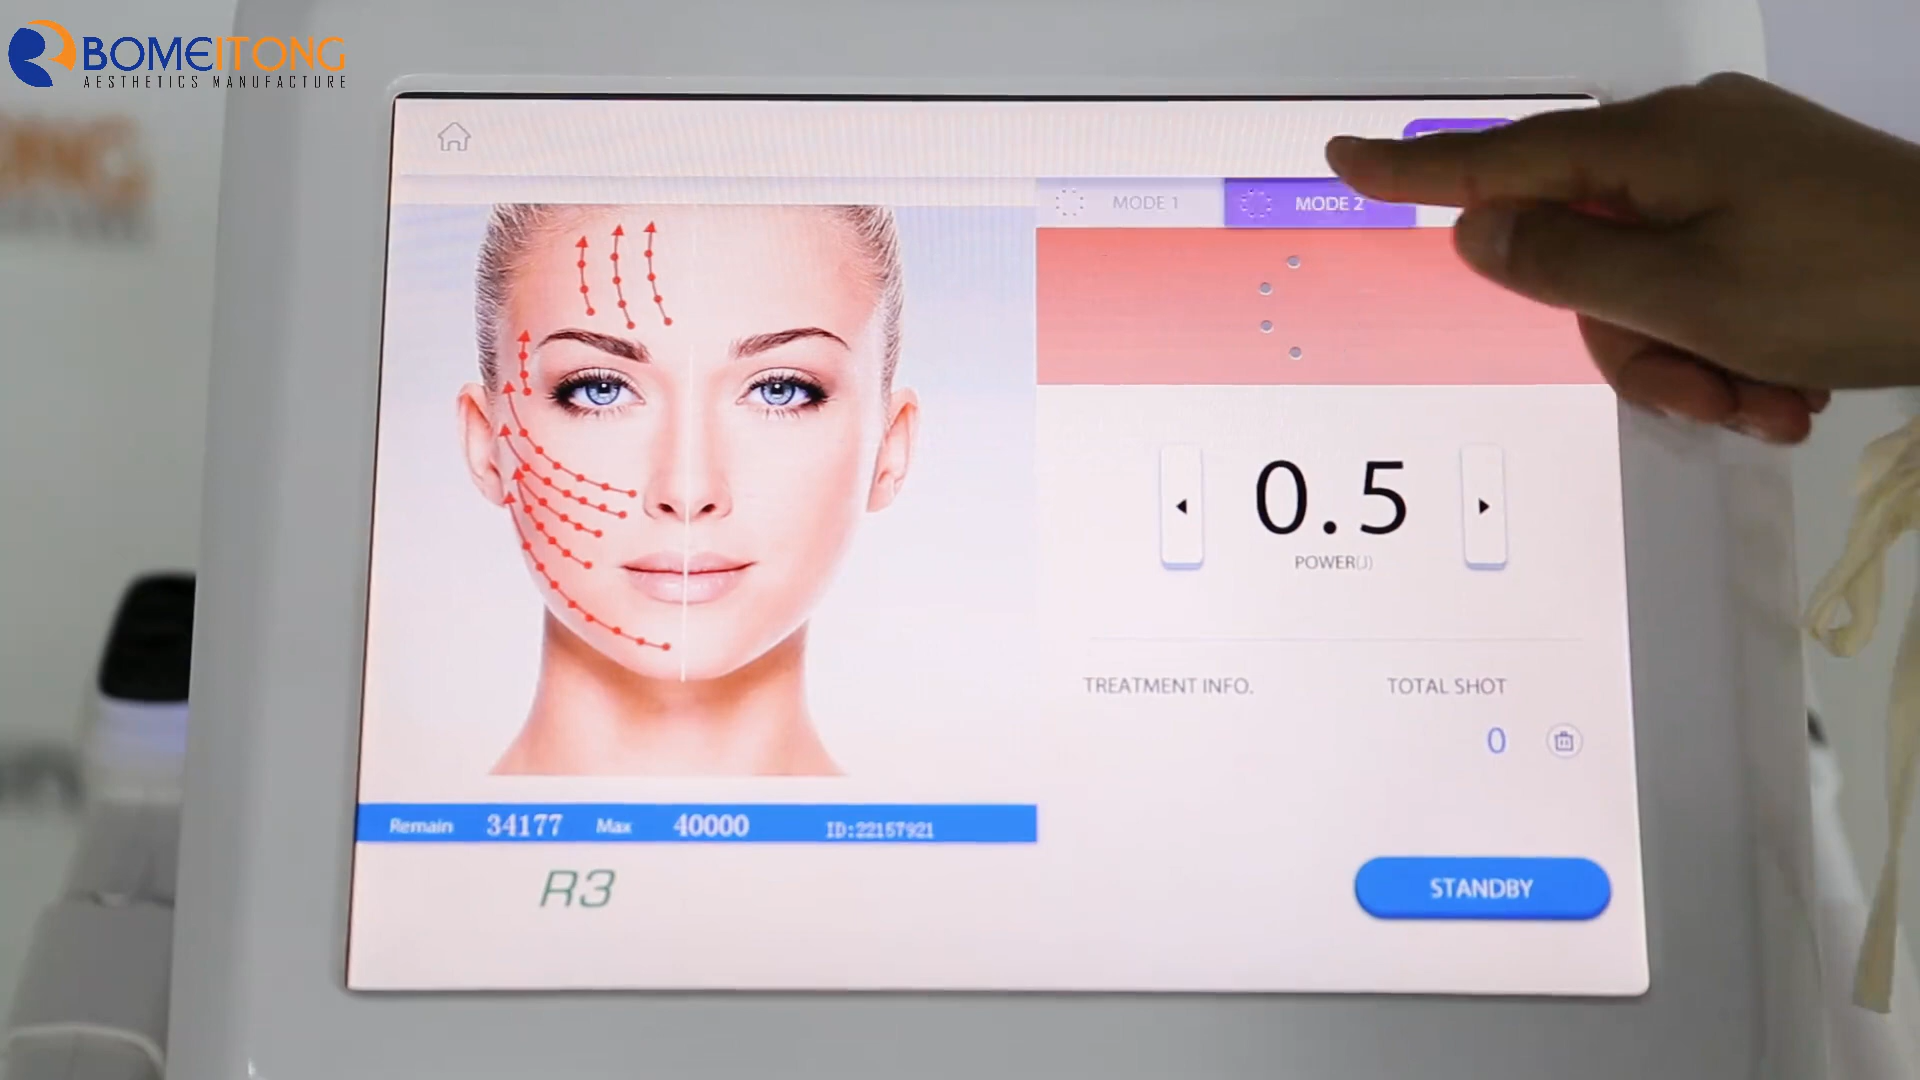 BOMEITONG
AESTHETICS MANUFACTURE
MODE 1
MODE 2
0.5
POWER(J)
TREATMENT INFO.
TOTAL SHOT
0
Remain 34177 Max 40000 ID:22157921
R3
STANDBY